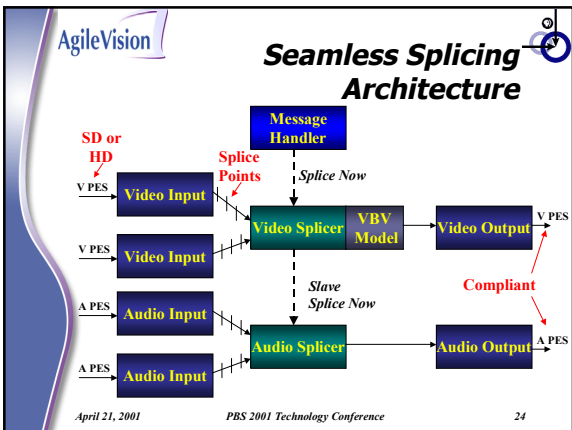 AgileVision
Seamless Splicing
Architecture
Message
Handler
SD or
HD
Splice
Points
Splice Now
V PES
Video Input
Video Splicer
VBV
Model
Video Output
V PES
V PES
Video Input
Slave
Splice Now
Compliant
A PES
Audio Input
Audio Splicer
Audio Output
A PES
A PES
Audio Input
April 21, 2001
PBS 2001 Technology Conference
24